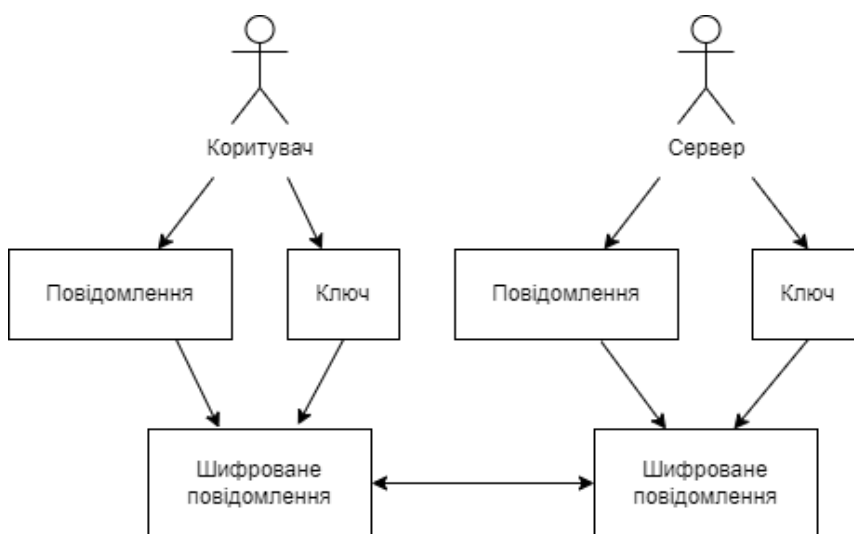 Коритувач
Сервер
Повідомлення
Ключ
Повідомлення
Ключ
Шифроване
повідомлення
Шифроване
повідомлення